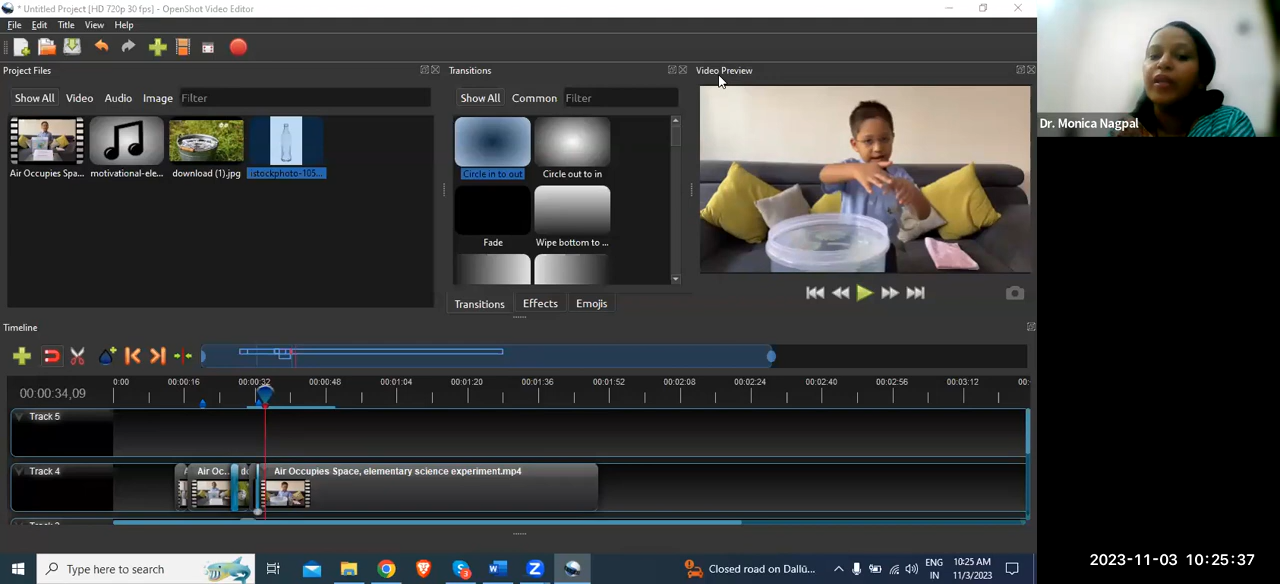 * Untitled Project [HD 720p 30 fps] - OpenShot Video Editor
File Edit Title View Help
Project Files
Transitions
Video Preview
Show All Video Audio Image Filter
Show All Common Filter
Air Occupies Spa... motivational-ele... download (1).jpg istockphoto-105...
Circle in to out Circle out to in
Fade Wipe bottom to ...
Transitions Effects Emojis
Dr. Monica Nagpal
Timeline
00:00:34,09
0:00 00:00:16 00:00:32 00:00:48 00:01:04 00:01:20 00:01:36 00:01:52 00:02:08 00:02:24 00:02:40 00:02:56 00:03:12 00:
Track 5
Track 4
Air Oc... Air Occupies Space, elementary science experiment.mp4
Type here to search
Closed road on Dallū...
ENG
IN
10:25 AM
11/3/2023
2023-11-03 10:25:37